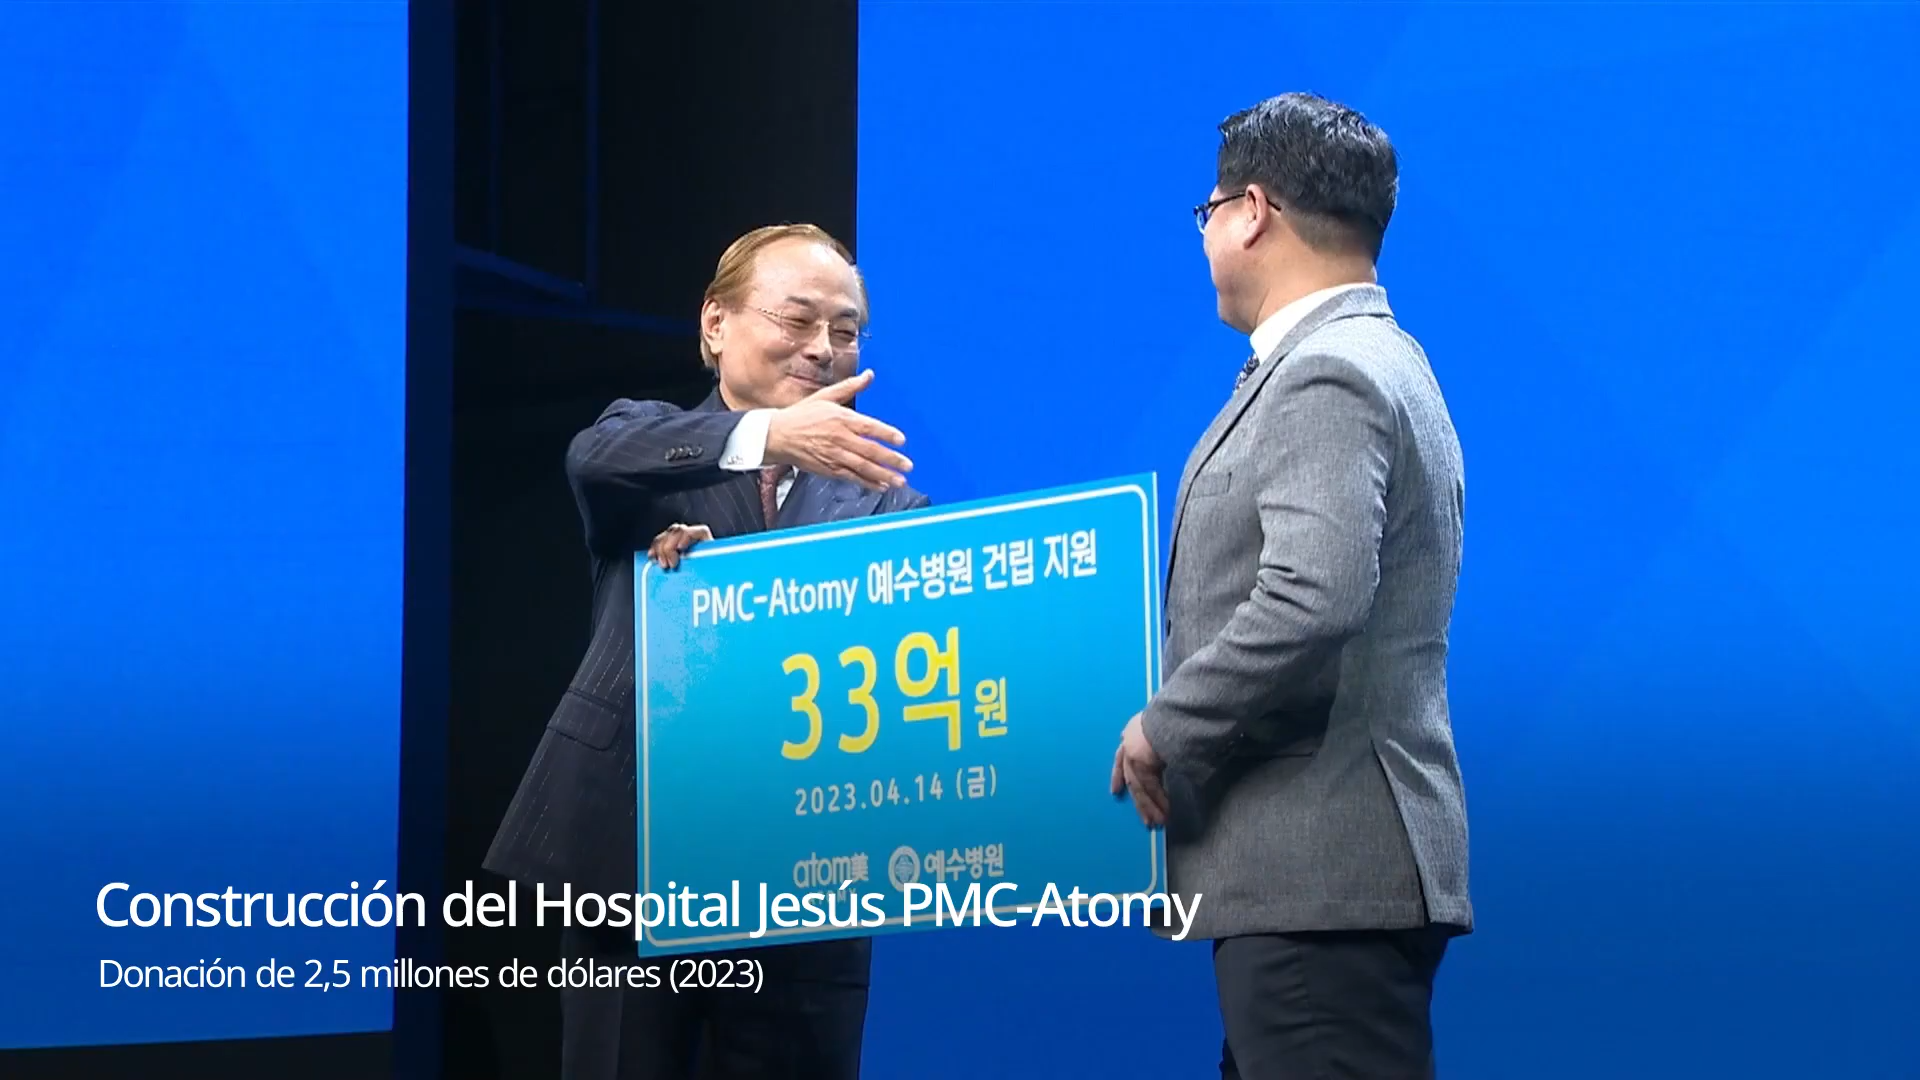 PMC-Atomy 예수병원 건립 지원
33억원
2023.04.14 (금)
atom美 예수병원
Construcción del Hospital Jesús PMC-Atomy
Donación de 2,5 millones de dólares (2023)